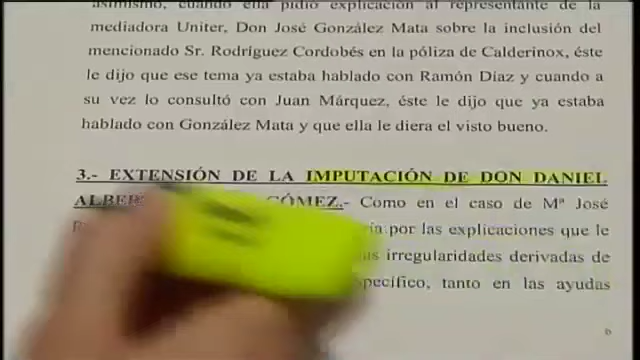 asimismo, cuando ella pidió explicación al representante de la
mediadora Uniter, Don José González Mata sobre la inclusión del
mencionado Sr. Rodríguez Cordobés en la póliza de Calderinox, éste
le dijo que ese tema ya estaba hablado con Ramón Díaz y cuando a
su vez lo consultó con Juan Márquez, éste le dijo que ya estaba
hablado con González Mata y que ella le diera el visto bueno.
3.- EXTENSIÓN DE LA IMPUTACIÓN DE DON DANIEL
GÓMEZ.- Como en el caso de Mª José
por las explicaciones que le
irregularidades derivadas de
tanto en las ayudas
6